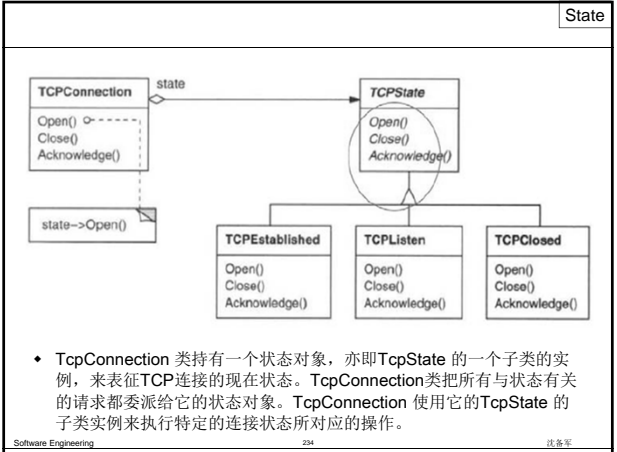 State
TCPConnection
Open()
Close()
Acknowledge()
state
TCPState
Open()
Close()
Acknowledge()
state->Open()
TCPEstablished
Open()
Close()
Acknowledge()
TCPListen
Open()
Close()
Acknowledge()
TCPClosed
Open()
Close()
Acknowledge()
◆ TcpConnection 类持有一个状态对象，亦即TcpState 的一个子类的实
例，来表征TCP连接的现在状态。TcpConnection类把所有与状态有关
的请求都委派给它的状态对象。TcpConnection 使用它的TcpState 的
子类实例来执行特定的连接状态所对应的操作。
Software Engineering
234
沈备军